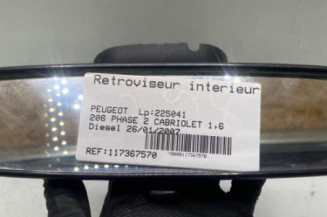 Retroviseur interieur
PEUGEOT Lp:225041
206 PHASE 2 CABRIOLET 1,6
Diesel 26/01/2007
REF:117367570